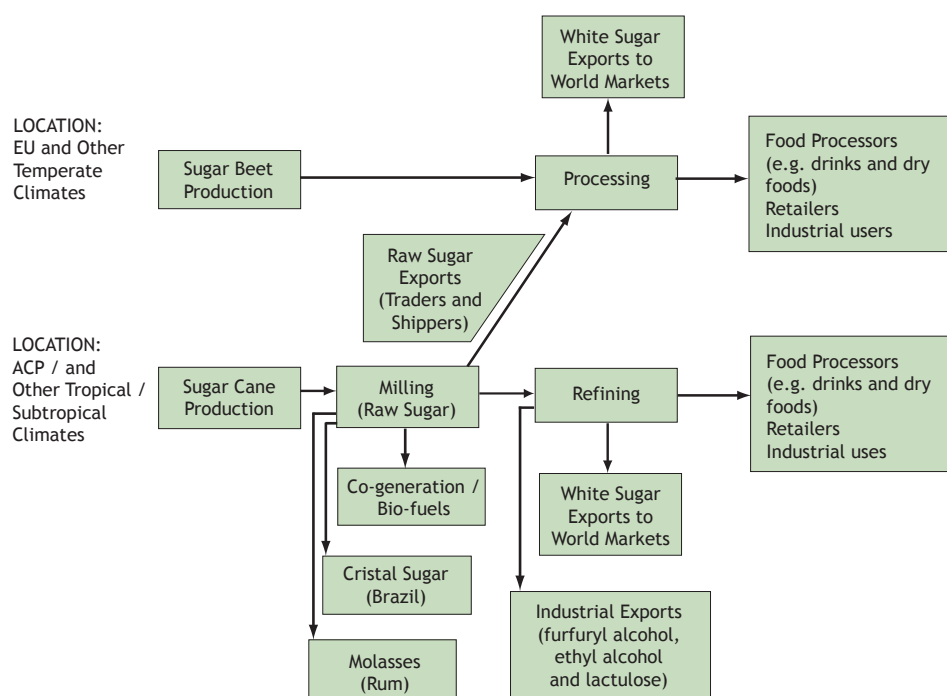 White Sugar
Exports to
World Markets
LOCATION:
EU and Other
Temperate
Climates
Sugar Beet
Production
Processing
Food Processors
(e.g. drinks and dry
foods)
Retailers
Industrial users
Raw Sugar
Exports
(Traders and
Shippers)
LOCATION:
ACP / and
Other Tropical /
Subtropical
Climates
Sugar Cane
Production
Milling
(Raw Sugar)
Refining
Food Processors
(e.g. drinks and dry
foods)
Retailers
Industrial uses
Co-generation /
Bio-fuels
White Sugar
Exports to
World Markets
Cristal Sugar
(Brazil)
Industrial Exports
(furfuryl alcohol,
ethyl alcohol
and lactulose)
Molasses
(Rum)